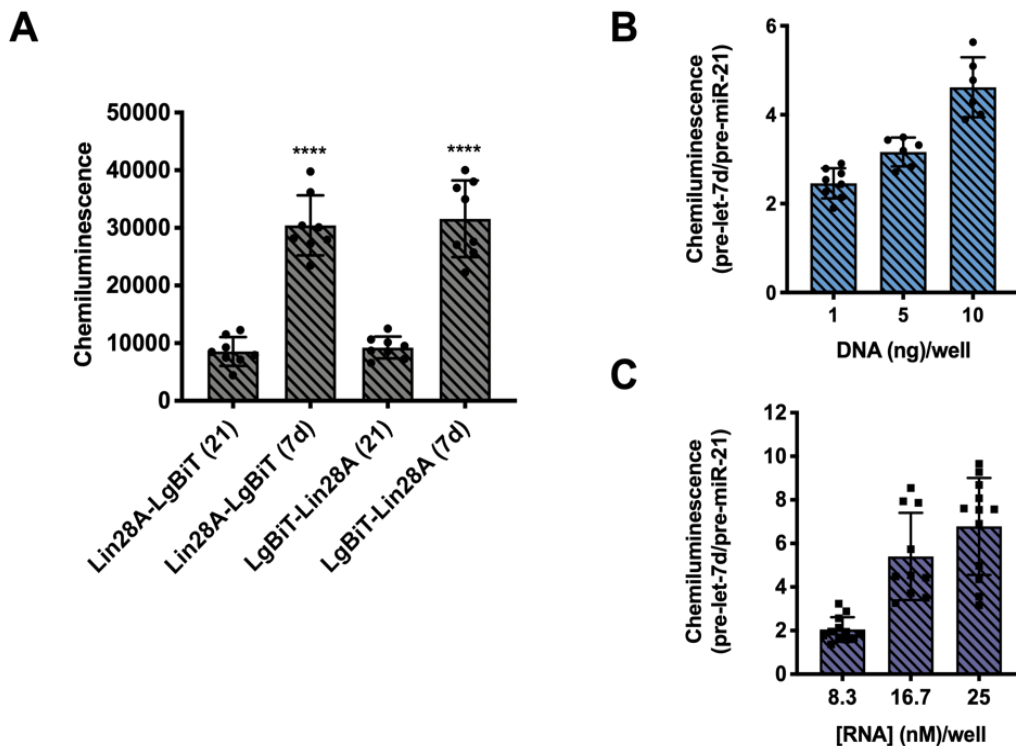 A
Chemiluminescence
50000
40000
30000
20000
10000
0
****
****
Lin28A-LgBiT (21)
Lin28A-LgBiT (7d)
LgBiT-Lin28A (21)
LgBiT-Lin28A (7d)
B
Chemiluminescence
(pre-let-7d/pre-miR-21)
6
4
2
0
1 5 10
DNA (ng)/well
C
Chemiluminescence
(pre-let-7d/pre-miR-21)
12
10
8
6
4
2
0
8.3 16.7 25
[RNA] (nM)/well